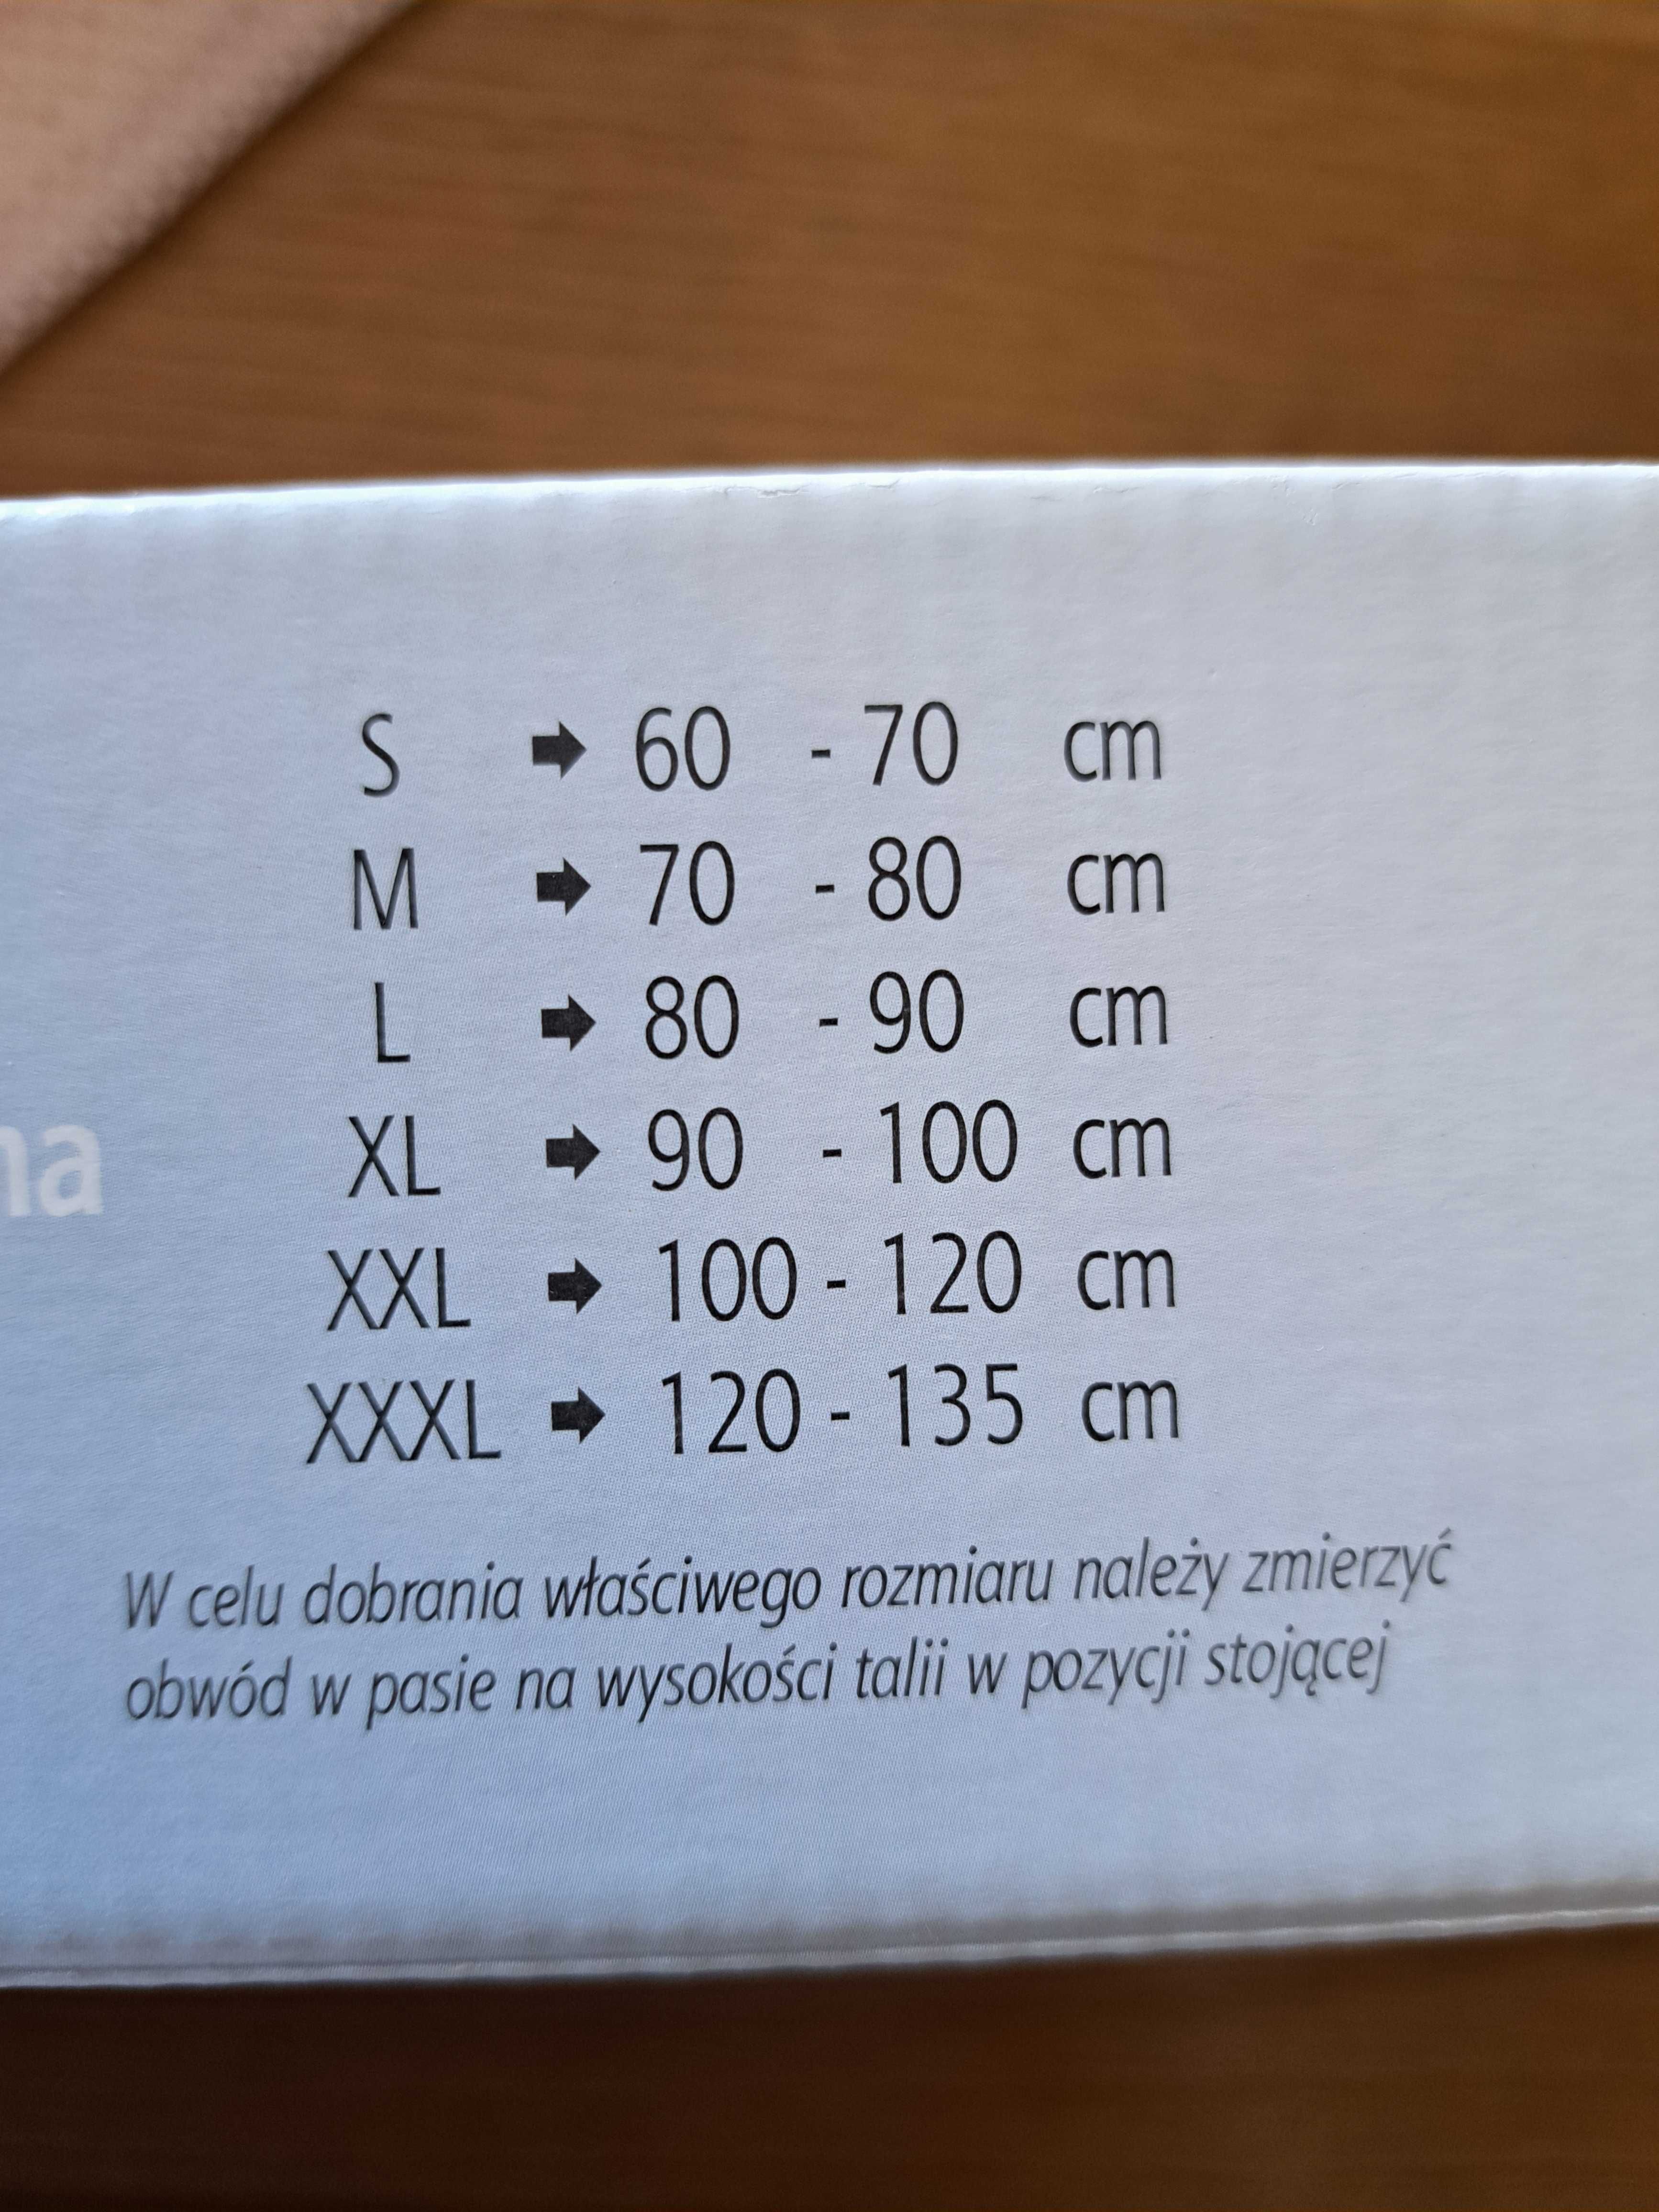 S ➡ 60 - 70 cm
M ➡ 70 - 80 cm
L ➡ 80 - 90 cm
XL ➡ 90 - 100 cm
XXL ➡ 100 - 120 cm
XXXL ➡ 120 - 135 cm
W celu dobrania właściwego rozmiaru należy zmierzyć
obwód w pasie na wysokości talii w pozycji stojącej